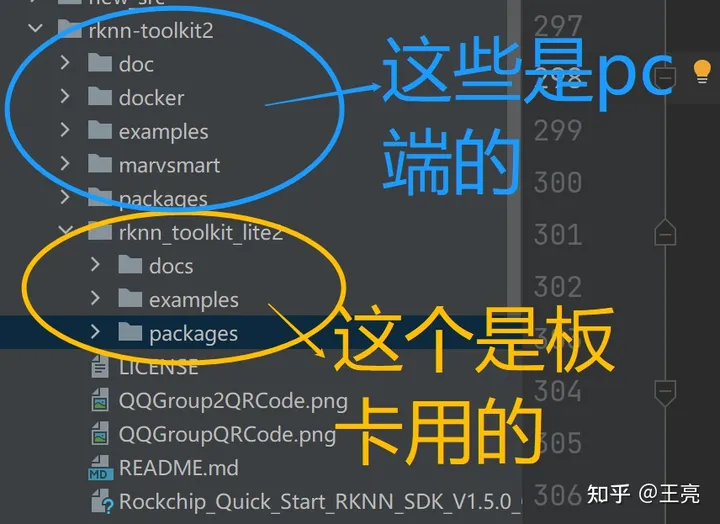 new_src
rknn-toolkit2
doc
docker
examples
marvsmart
packages
rknn_toolkit_lite2
docs
examples
packages
LICENSE
QQGroup2QRCode.png
QQGroupQRCode.png
README.md
MD
Rockchip_Quick_Start_RKNN_SDK_V1.5.0_
这些是pc
端的
这个是板
卡用的
297
298
299
300
301
302
304
305
306
知乎 @王亮